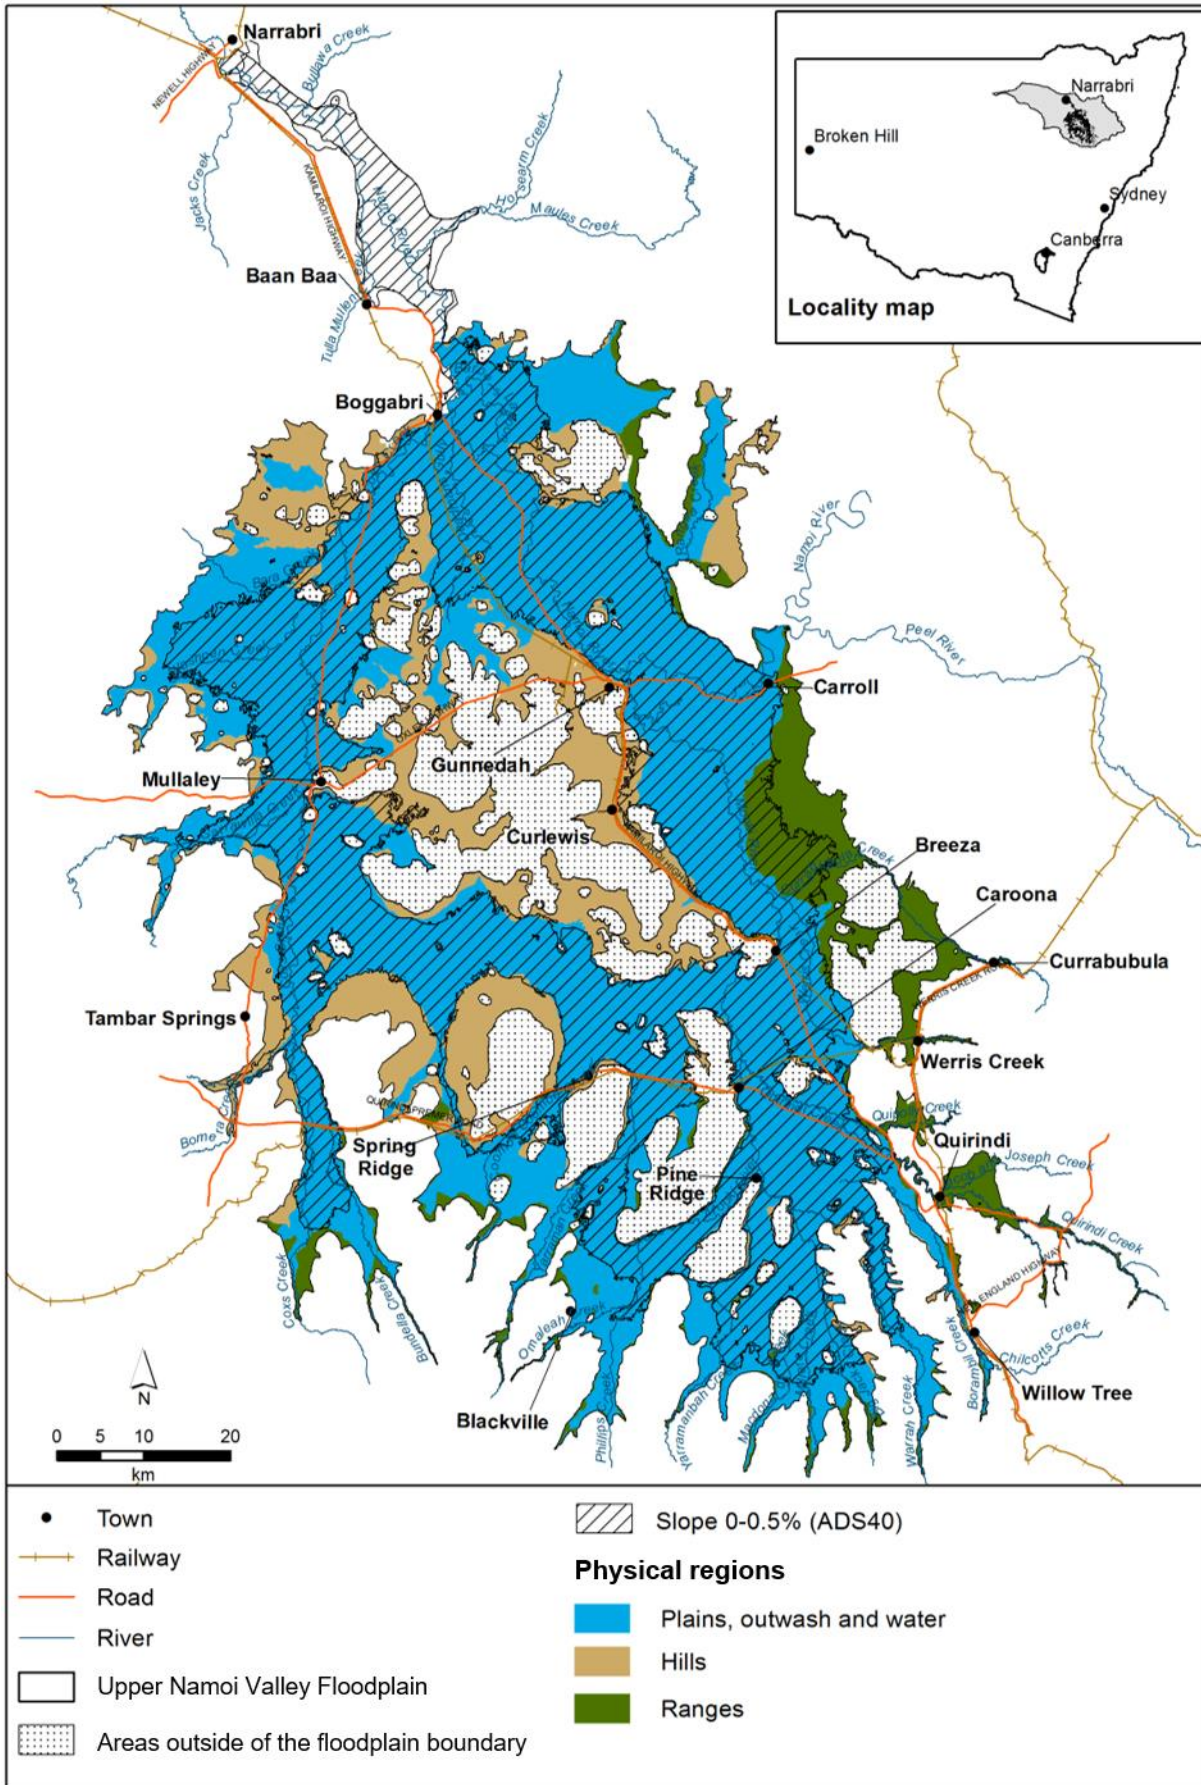 Narrabri
NEWELL HIGHWAY
Bullawa Creek
Jacks Creek
KAMILAROI HIGHWAY
Namoi River
Horsearm Creek
Maules Creek
Baan Baa
Tulla Mullen
Boggabri
Narrabri
Broken Hill
Sydney
Canberra
Locality map
Namoi River
Peel River
Carroll
Gunnedah
Mullaley
Curlewis
Breeza
Creek
Caroona
Currabubula
Tambar Springs
Werris Creek
Bomera Creek
Spring
Ridge
Pine
Ridge
Quipolly Creek
Quirindi
Joseph Creek
Quirindi Creek
ENGLAND HIGHWAY
Coxs Creek
Bundella Creek
Omaleah Creek
Blackville
Phillips Creek
Yarramanbah Creek
Warrah Creek
Borambil Creek
Chilcotts Creek
Willow Tree
N
0 5 10 20
km
Town
Railway
Road
River
Upper Namoi Valley Floodplain
Areas outside of the floodplain boundary
Slope 0-0.5% (ADS40)
Physical regions
Plains, outwash and water
Hills
Ranges